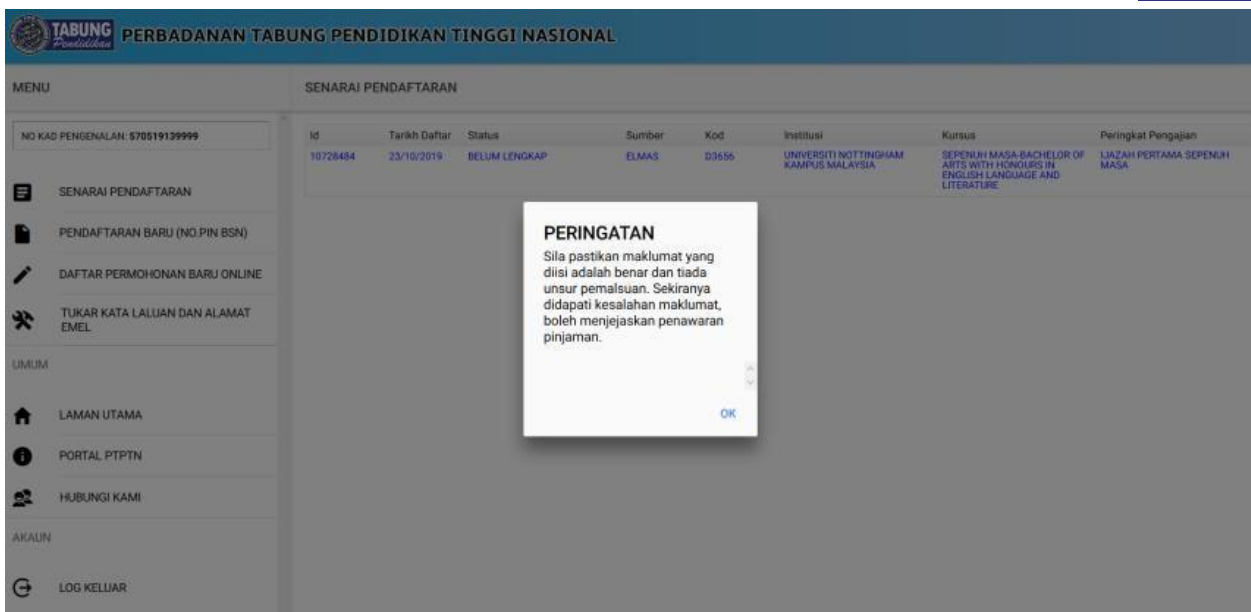 TABUNG
Pendidikan
PERBADANAN TABUNG PENDIDIKAN TINGGI NASIONAL
MENU
SENARAI PENDAFTARAN
NO KAD PENGENALAN: 570519139999
Id Tarikh Daftar Status Sumber Kod Institusi Kursus Peringkat Pengajian
10728484 23/10/2019 BELUM LENGKAP ELMAS D3656 UNIVERSITI NOTTINGHAM SEPENUH MASA-BACHELOR OF IJAZAH PERTAMA SEPENUH
KAMPUS MALAYSIA ARTS WITH HONOURS IN MASA
ENGLISH LANGUAGE AND
LITERATURE
SENARAI PENDAFTARAN
PENDAFTARAN BARU (NO.PIN BSN)
DAFTAR PERMOHONAN BARU ONLINE
TUKAR KATA LALUAN DAN ALAMAT
EMEL
UMUM
LAMAN UTAMA
PORTAL PTPTN
HUBUNGI KAMI
AKAUN
LOG KELUAR
PERINGATAN
Sila pastikan maklumat yang
diisi adalah benar dan tiada
unsur pemalsuan. Sekiranya
didapati kesalahan maklumat,
boleh menjejaskan penawaran
pinjaman.
OK